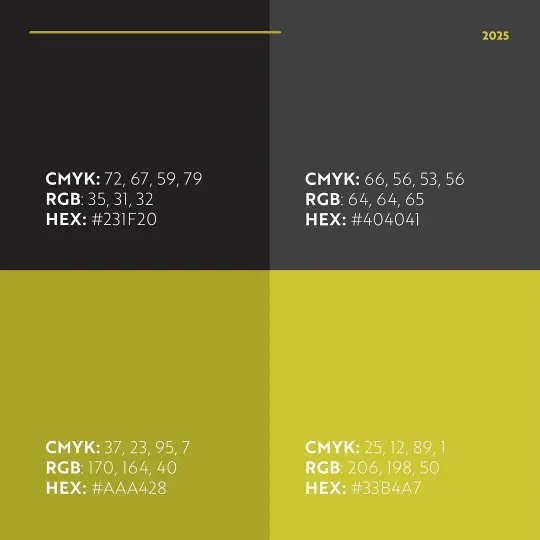 2025
CMYK: 72, 67, 59, 79
RGB: 35, 31, 32
HEX: #231F20
CMYK: 66, 56, 53, 56
RGB: 64, 64, 65
HEX: #404041
CMYK: 37, 23, 95, 7
RGB: 170, 164, 40
HEX: #AAA428
CMYK: 25, 12, 89, 1
RGB: 206, 198, 50
HEX: #33B4A7